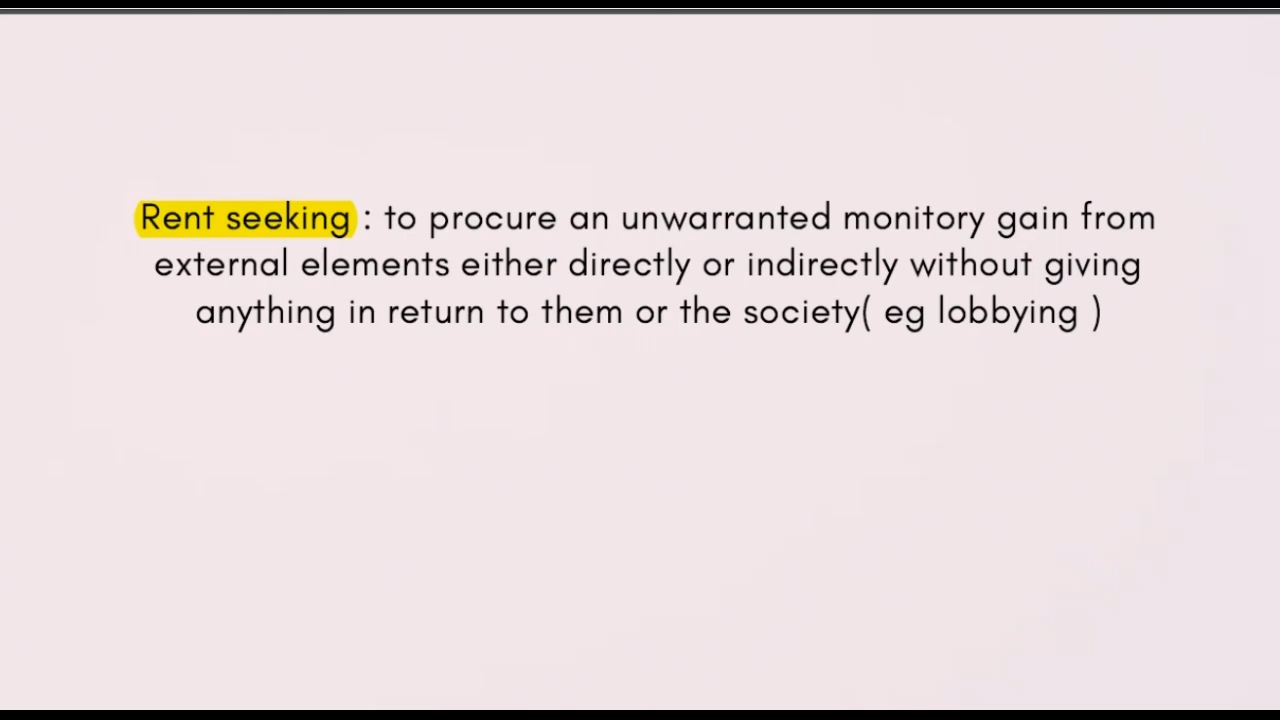 Rent seeking : to procure an unwarranted monitory gain from
external elements either directly or indirectly without giving
anything in return to them or the society( eg lobbying )